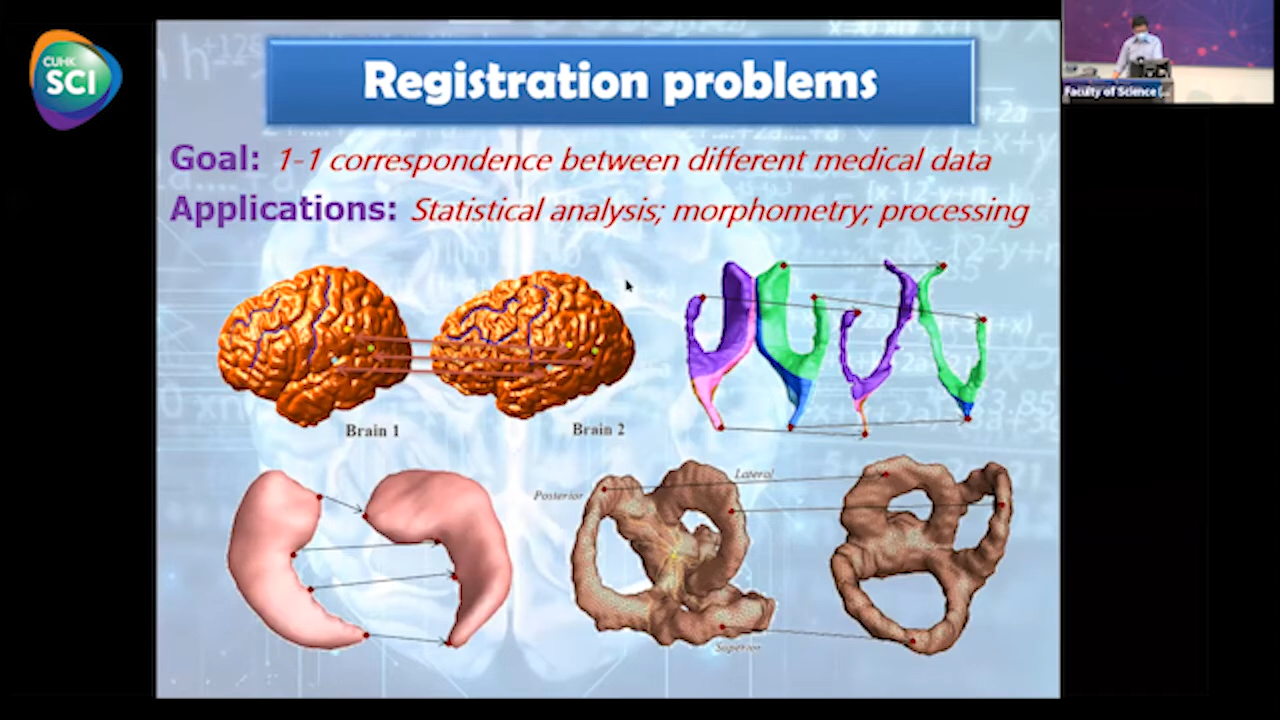 CUHK
SCI
Registration problems
Faculty of Science (...
Goal: 1-1 correspondence between different medical data
Applications: Statistical analysis; morphometry; processing
Brain 1
Brain 2
Lateral
Posterior
Superior